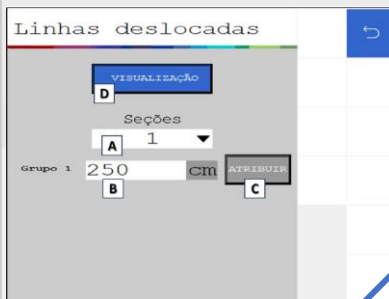 Linhas deslocadas
VISUALIZAÇÃO
D
Seções
A 1
Grupo 1 250 cm ATRIBUIR
B C